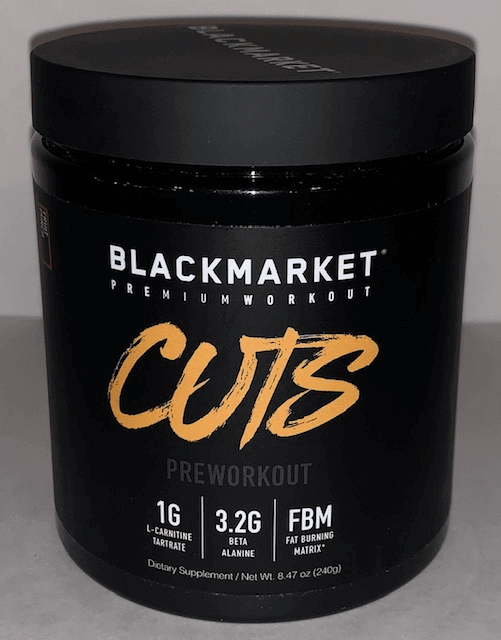 BLACKMARKET
BLACKMARKET®
PREMIUMWORKOUT
CUTS
PREWORKOUT
1G
L-CARNITINE
TARTRATE
3.2G
BETA
ALANINE
FBM
FAT BURNING
MATRIX*
Dietary Supplement / Net Wt. 8.47 oz (240g)